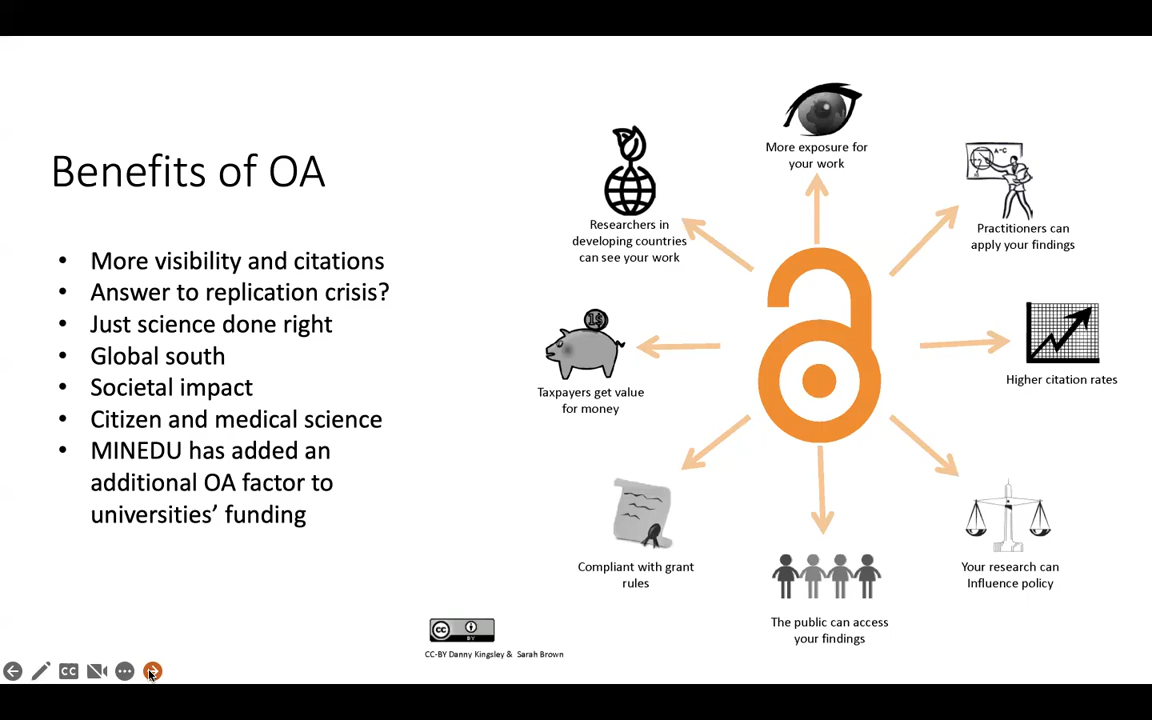 Benefits of OA
• More visibility and citations
• Answer to replication crisis?
• Just science done right
• Global south
• Societal impact
• Citizen and medical science
• MINEDU has added an
additional OA factor to
universities’ funding
More exposure for
your work
Researchers in
developing countries
can see your work
A-C
Practitioners can
apply your findings
1$
Taxpayers get value
for money
Higher citation rates
Compliant with grant
rules
Your research can
Influence policy
The public can access
your findings
cc
BY
CC-BY Danny Kingsley & Sarah Brown
CC